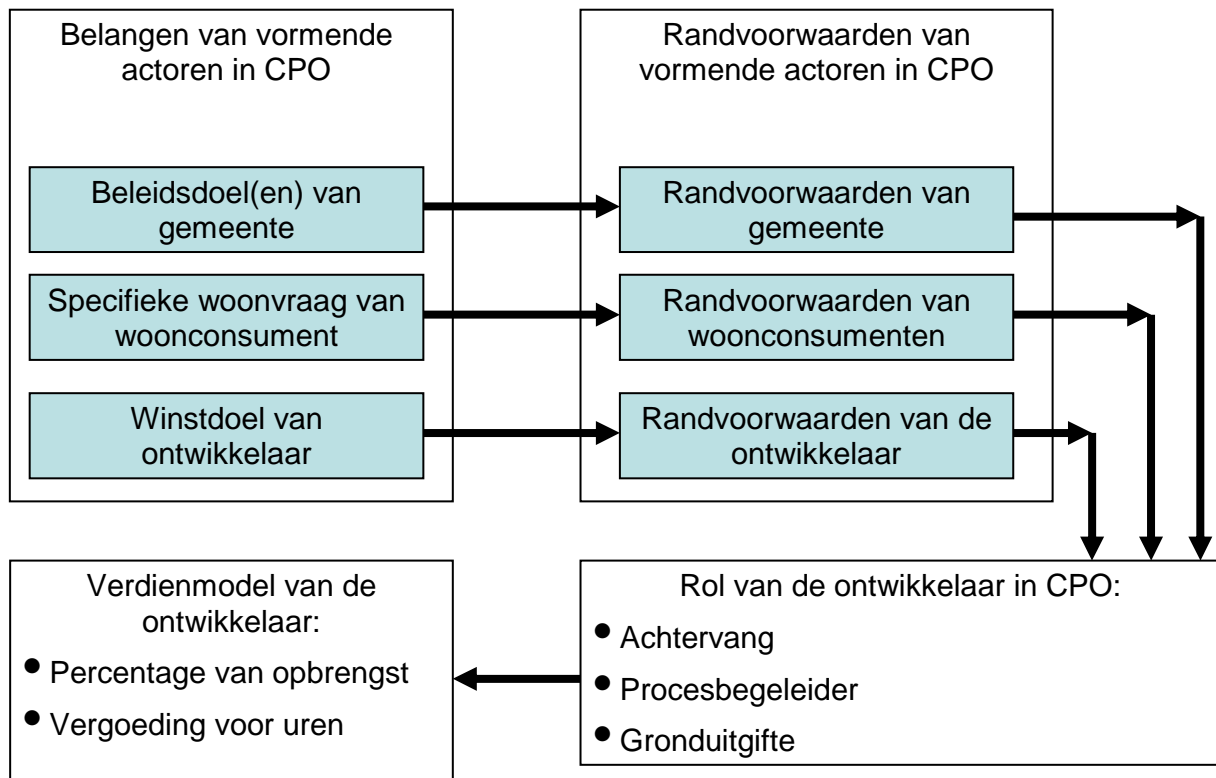 Belangen van vormende
actoren in CPO
Beleidsdoel(en) van
gemeente
Specifieke woonvraag van
woonconsument
Winstdoel van
ontwikkelaar
Randvoorwaarden van
vormende actoren in CPO
Randvoorwaarden van
gemeente
Randvoorwaarden van
woonconsumenten
Randvoorwaarden van de
ontwikkelaar
Rol van de ontwikkelaar in CPO:
• Achtervang
• Procesbegeleider
• Gronduitgifte
Verdienmodel van de
ontwikkelaar:
• Percentage van opbrengst
• Vergoeding voor uren